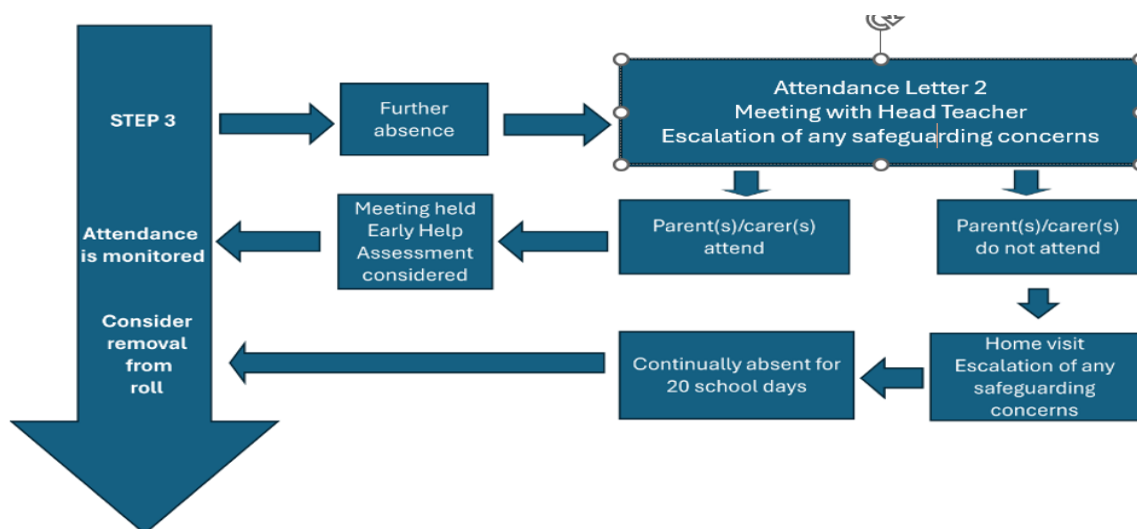 STEP 3
Further
absence
Attendance Letter 2
Meeting with Head Teacher
Escalation of any safeguarding concerns
Attendance
is monitored
Meeting held
Early Help
Assessment
considered
Parent(s)/carer(s)
attend
Parent(s)/carer(s)
do not attend
Consider
removal
from
roll
Continually absent for
20 school days
Home visit
Escalation of any
safeguarding
concerns